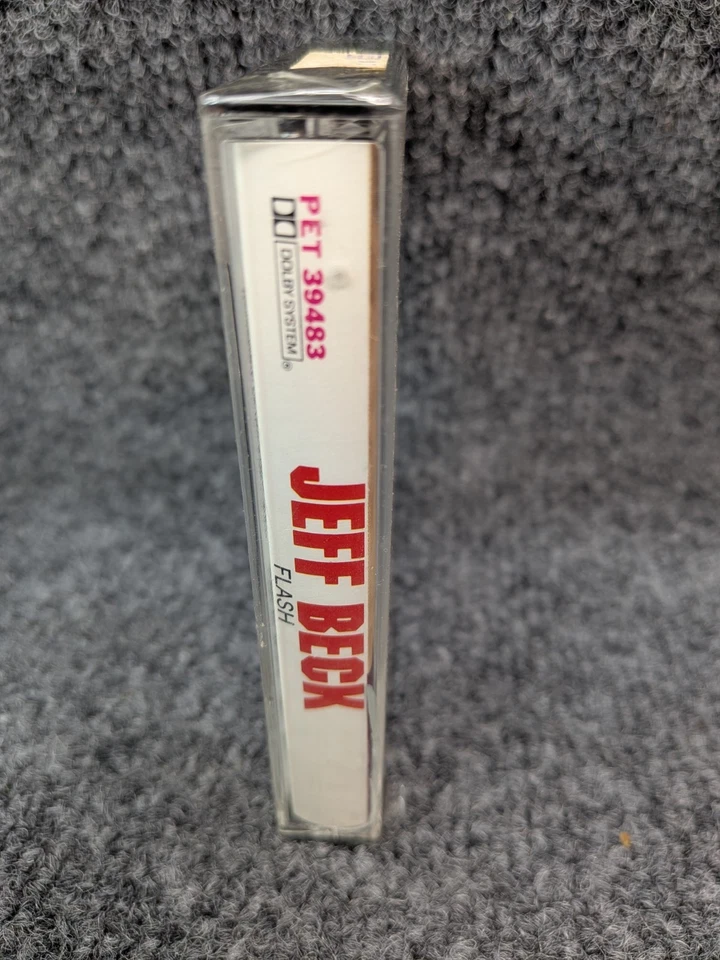 PET 39483
DOLBY SYSTEM ®
JEFF BECK
FLASH